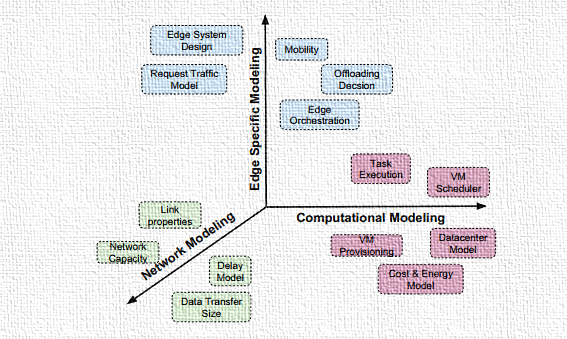 Edge System
Design
Mobility
Request Traffic
Model
Offloading
Decsion
Edge
Orchestration
Edge Specific Modeling
Task
Execution
VM
Scheduler
Link
properties
Computational Modeling
Network Modeling
Network
Capacity
VM
Provisioning
Datacenter
Model
Delay
Model
Cost & Energy
Model
Data Transfer
Size